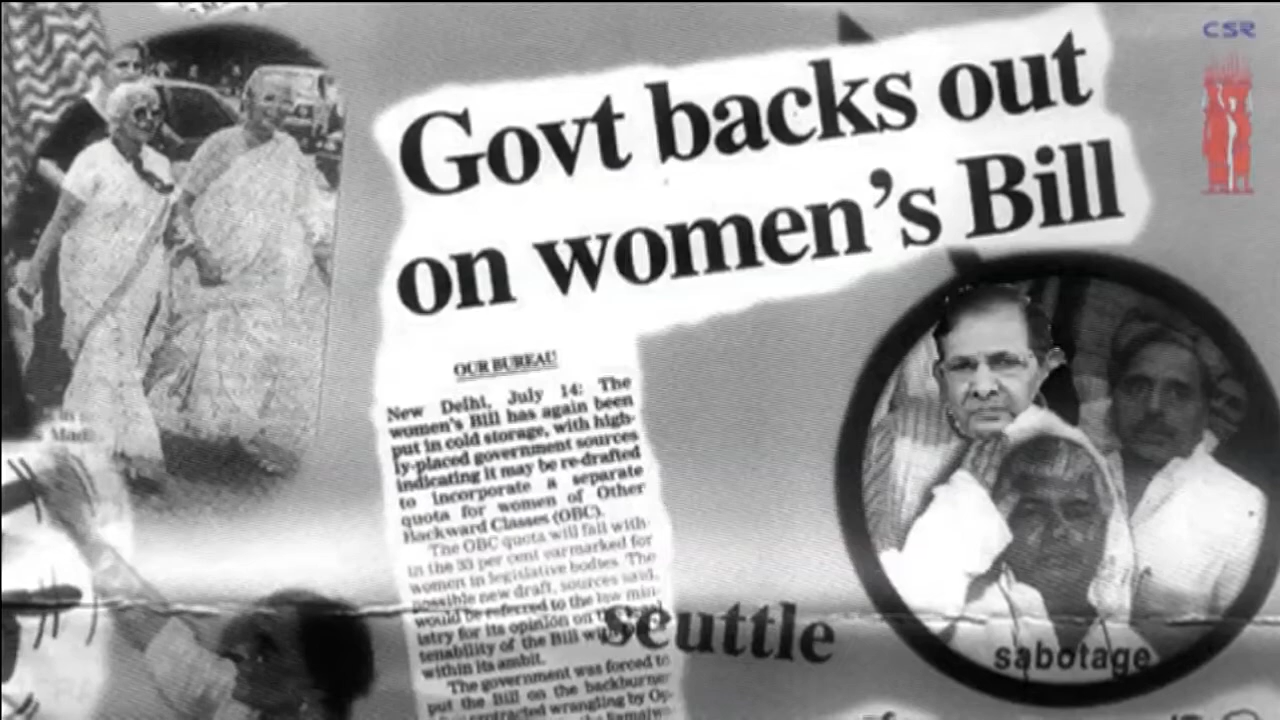 CSR
Govt backs out
on women's Bill
OUR BUREAU
New Delhi, July 14: The
women's Bill has again been
put in cold storage, with high-
ly-placed government sources
indicating it may be re-drafted
to incorporate a separate
quota for women of Other
Backward Classes (OBC).
The OBC quota will fall with-
in the 33 per cent earmarked for
women in legislative bodies. The
possible new draft, sources said,
would be referred to the law min-
istry for its opinion on
tenability of the Bill
within its ambit.
The government was forced to
put the Bill on the backburner
protracted wrangling by Op-
scuttle
sabotage